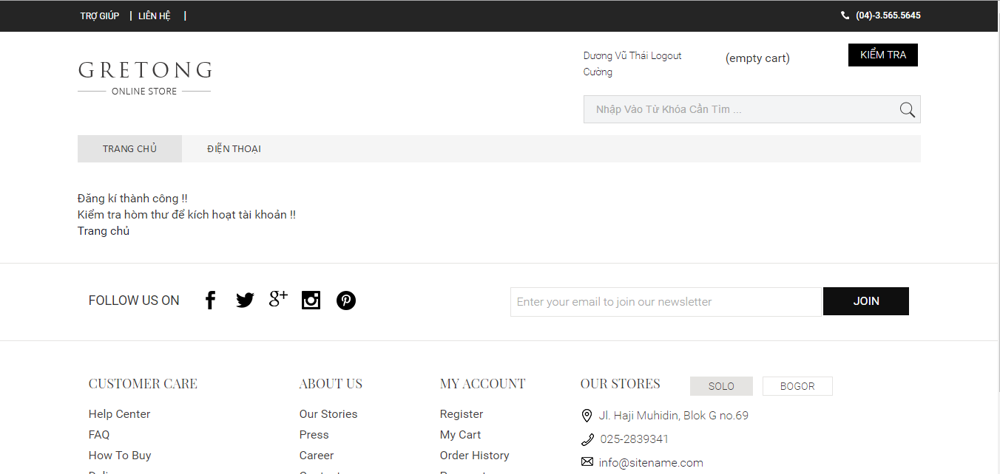 TRỢ GIÚP | LIÊN HỆ |
(04)-3.565.5645
GRETONG
ONLINE STORE
Dương Vũ Thái Logout
Cường
(empty cart)
KIỂM TRA
Nhập Vào Từ Khóa Cần Tìm ...
TRANG CHỦ
ĐIỆN THOẠI
Đăng kí thành công !!
Kiểm tra hòm thư để kích hoạt tài khoản !!
Trang chủ
FOLLOW US ON
Enter your email to join our newsletter
JOIN
CUSTOMER CARE
Help Center
FAQ
How To Buy
ABOUT US
Our Stories
Press
Career
MY ACCOUNT
Register
My Cart
Order History
OUR STORES
SOLO
BOGOR
Jl. Haji Muhidin, Blok G no.69
025-2839341
info@sitename.com